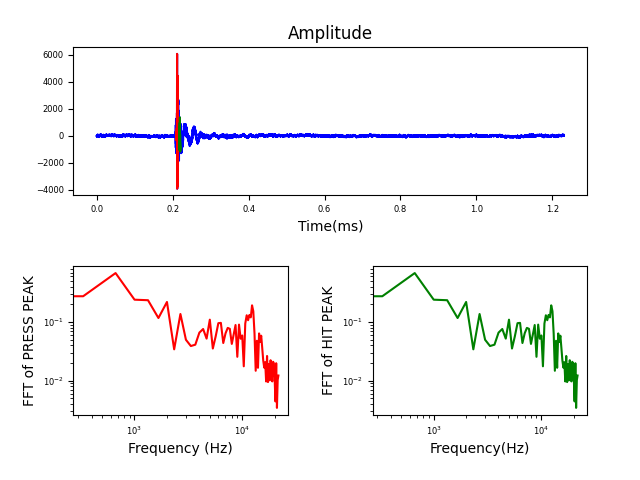 Amplitude
6000
4000
2000
0
−2000
−4000
0.0 0.2 0.4 0.6 0.8 1.0 1.2
Time(ms)
FFT of PRESS PEAK
10⁻¹
10⁻²
10³ 10⁴
Frequency (Hz)
FFT of HIT PEAK
10⁻¹
10⁻²
10³ 10⁴
Frequency(Hz)